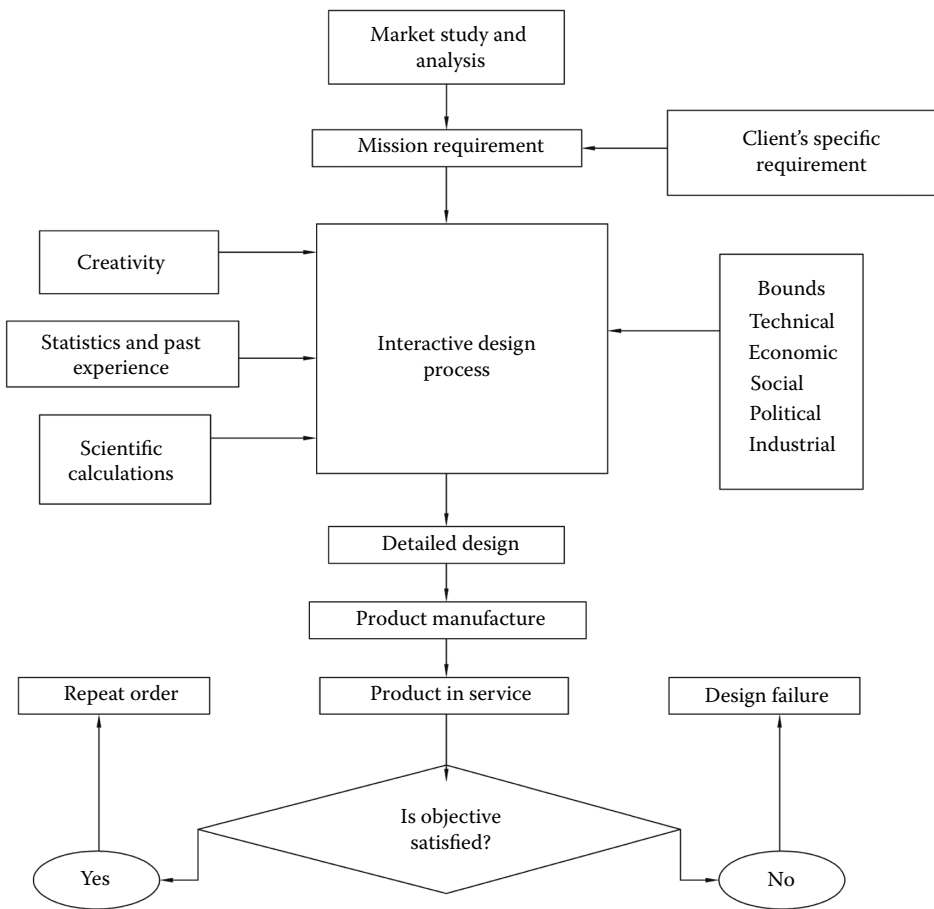 Market study and
analysis
Mission requirement
Client’s specific
requirement
Creativity
Statistics and past
experience
Scientific
calculations
Interactive design
process
Bounds
Technical
Economic
Social
Political
Industrial
Detailed design
Product manufacture
Product in service
Repeat order
Design failure
Is objective
satisfied?
Yes
No